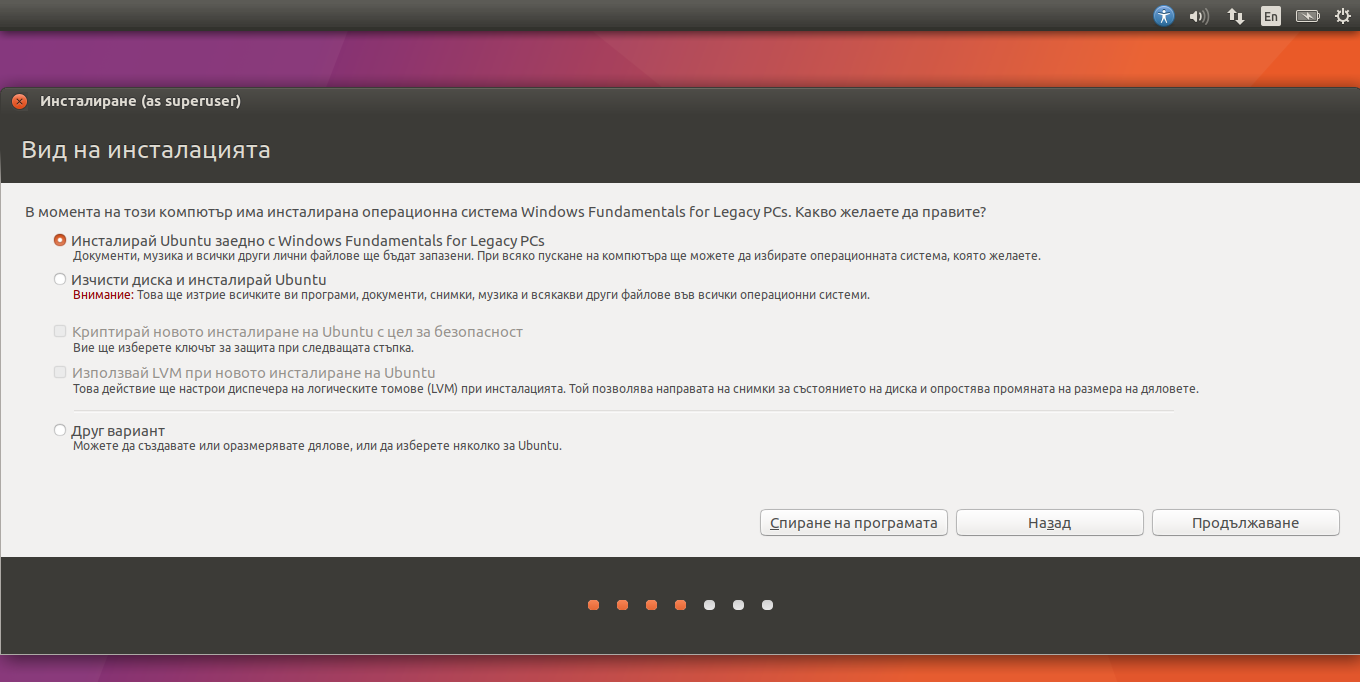 En
Инсталиране (as superuser)
Вид на инсталацията
В момента на този компютър има инсталирана операционна система Windows Fundamentals for Legacy PCs. Какво желаете да правите?
Инсталирай Ubuntu заедно с Windows Fundamentals for Legacy PCs
Документи, музика и всички други лични файлове ще бъдат запазени. При всяко пускане на компютъра ще можете да избирате операционната система, която желаете.
Изчисти диска и инсталирай Ubuntu
Внимание: Това ще изтрие всичките ви програми, документи, снимки, музика и всякакви други файлове във всички операционни системи.
Криптирай новото инсталиране на Ubuntu с цел за безопасност
Вие ще изберете ключът за защита при следващата стъпка.
Използвай LVM при новото инсталиране на Ubuntu
Това действие ще настрои диспечера на логическите томове (LVM) при инсталацията. Той позволява направата на снимки за състоянието на диск и опростява промяната на размера на дяловете.
Друг вариант
Можете да създавате или оразмерявате дялове, или да изберете няколко за Ubuntu.
Спиране на програмата
Назад
Продължаване